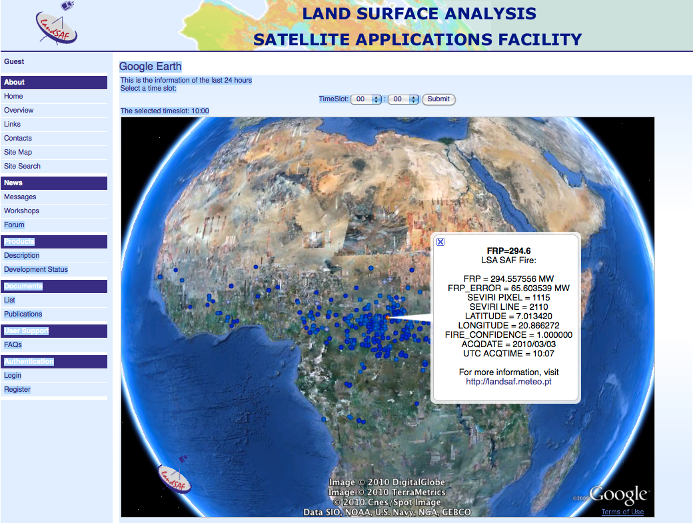 LandSAF
LAND SURFACE ANALYSIS
SATELLITE APPLICATIONS FACILITY
Guest
About
Home
Overview
Links
Contacts
Site Map
Site Search
News
Messages
Workshops
Forum
Products
Description
Development Status
Documents
List
Publications
User Support
FAQs
Authentication
Login
Register
Google Earth
This is the information of the last 24 hours
Select a time slot:
TimeSlot: 00 : 00 Submit
The selected timeslot: 10:00
FRP=294.6
LSA SAF Fire:
FRP = 294.557556 MW
FRP_ERROR = 65.603539 MW
SEVIRI PIXEL = 1115
SEVIRI LINE = 2110
LATITUDE = 7.013420
LONGITUDE = 20.866272
FIRE_CONFIDENCE = 1.000000
ACQDATE = 2010/03/03
UTC ACQTIME = 10:07
For more information, visit
http://landsaf.meteo.pt
LandSAF
Image © 2010 DigitalGlobe
Image © 2010 TerraMetrics
© 2010 Cnes/Spot Image
Data SIO, NOAA, U.S. Navy, NGA, GEBCO
©2009 Google
Terms of Use